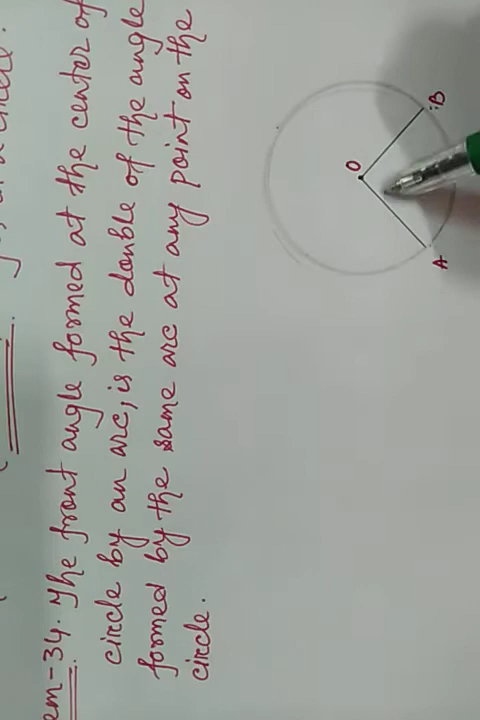 em-34. The front angle formed at the center of
circle by an arc, is the double of the angle
formed by the same arc at any point on the
circle.
O
A
B